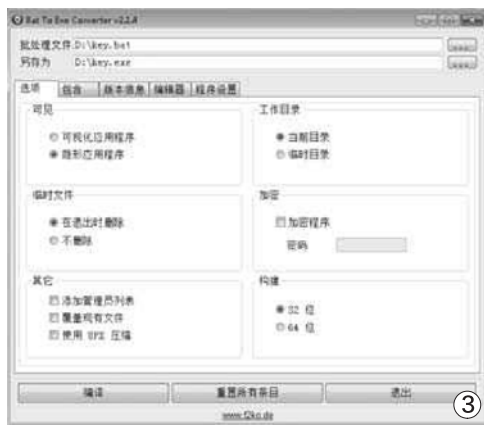 Bat To Exe Converter v2.2.4
批处理文件 D:\key.bat
另存为 D:\key.exe
选项 包含 版本信息 编辑器 程序设置
可见
可视化应用程序
隐形应用程序
工作目录
当前目录
临时目录
临时文件
在退出时删除
不删除
加密
加密程序
密码
其它
添加管理员列表
覆盖现有文件
使用 UPX 压缩
构建
32 位
64 位
编译 重置所有条目 退出
www.f2ko.de
③